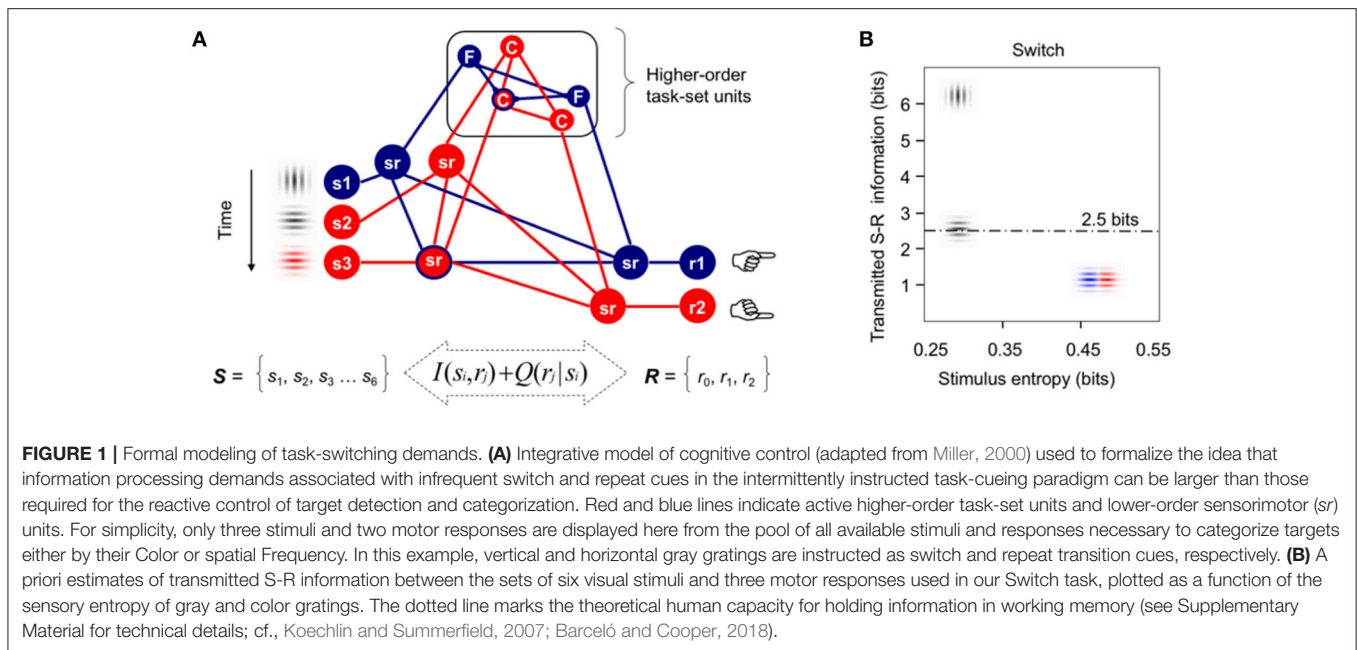 A
F
C
C
F
C
Higher-order
task-set units
Time
s1
sr
sr
s2
s3
sr
sr
r1
sr
r2
S = { s1, s2, s3 ... s6 }
I(si,rj)+Q(rj|si)
R = { r0, r1, r2 }
B
Switch
Transmitted S-R information (bits)
6
5
4
3
2
1
2.5 bits
0.25 0.35 0.45 0.55
Stimulus entropy (bits)
FIGURE 1 | Formal modeling of task-switching demands. (A) Integrative model of cognitive control (adapted from Miller, 2000) used to formalize the idea that
information processing demands associated with infrequent switch and repeat cues in the intermittently instructed task-cueing paradigm can be larger than those
required for the reactive control of target detection and categorization. Red and blue lines indicate active higher-order task-set units and lower-order sensorimotor (sr)
units. For simplicity, only three stimuli and two motor responses are displayed here from the pool of all available stimuli and responses necessary to categorize targets
either by their Color or spatial Frequency. In this example, vertical and horizontal gray gratings are instructed as switch and repeat transition cues, respectively. (B) A
priori estimates of transmitted S-R information between the sets of six visual stimuli and three motor responses used in our Switch task, plotted as a function of the
sensory entropy of gray and color gratings. The dotted line marks the theoretical human capacity for holding information in working memory (see Supplementary
Material for technical details; cf., Koechlin and Summerfield, 2007; Barceló and Cooper, 2018).